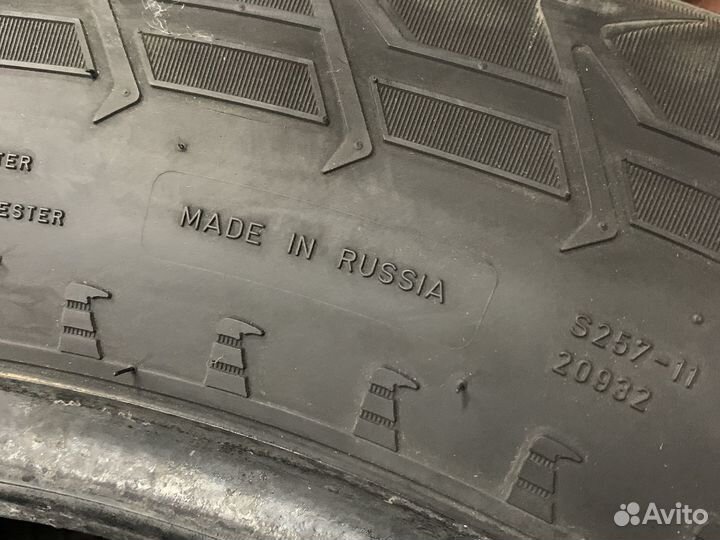 TER
ESTER
MADE IN RUSSIA
S257-11
20932
Avito